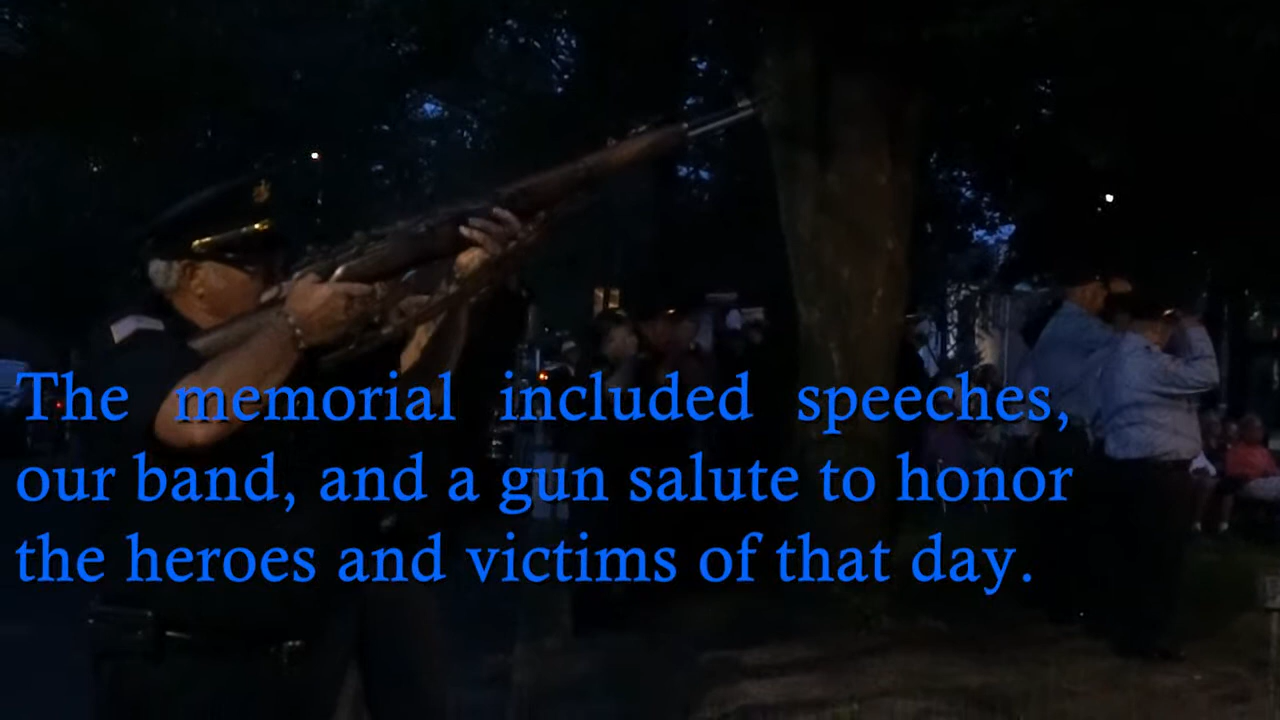 The memorial included speeches,
our band, and a gun salute to honor
the heroes and victims of that day.